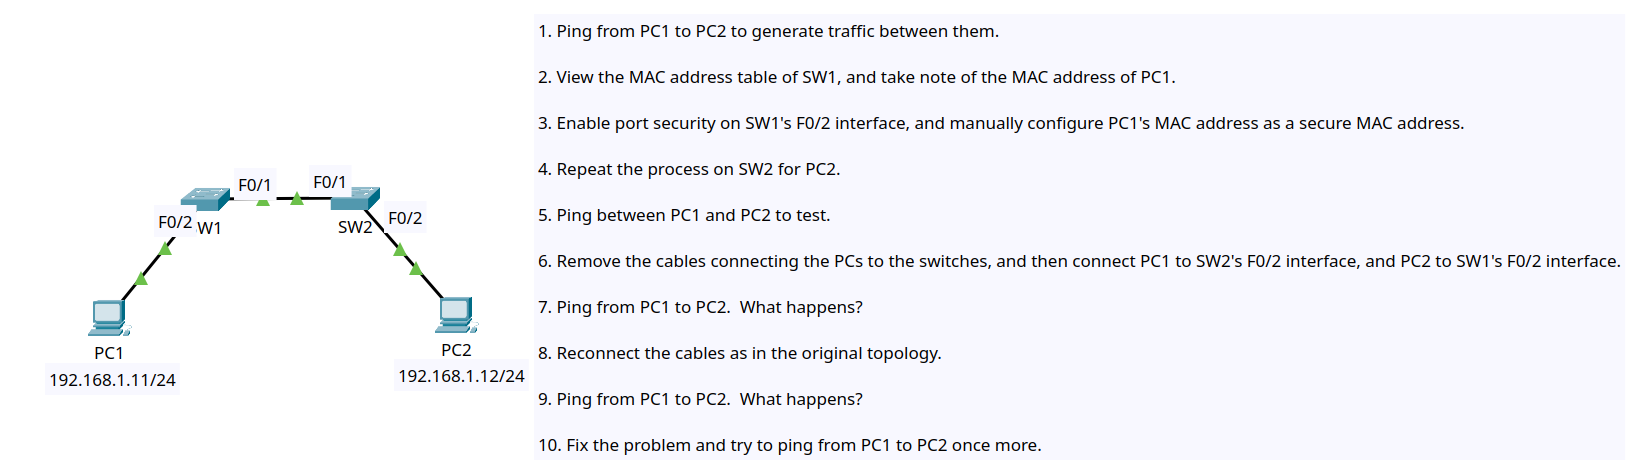 1. Ping from PC1 to PC2 to generate traffic between them.
2. View the MAC address table of SW1, and take note of the MAC address of PC1.
3. Enable port security on SW1's F0/2 interface, and manually configure PC1's MAC address as a secure MAC address.
4. Repeat the process on SW2 for PC2.
5. Ping between PC1 and PC2 to test.
6. Remove the cables connecting the PCs to the switches, and then connect PC1 to SW2's F0/2 interface, and PC2 to SW1's F0/2 interface.
7. Ping from PC1 to PC2.  What happens?
8. Reconnect the cables as in the original topology.
9. Ping from PC1 to PC2.  What happens?
10. Fix the problem and try to ping from PC1 to PC2 once more.
F0/1
F0/1
F0/2
W1
SW2
F0/2
PC1
192.168.1.11/24
PC2
192.168.1.12/24